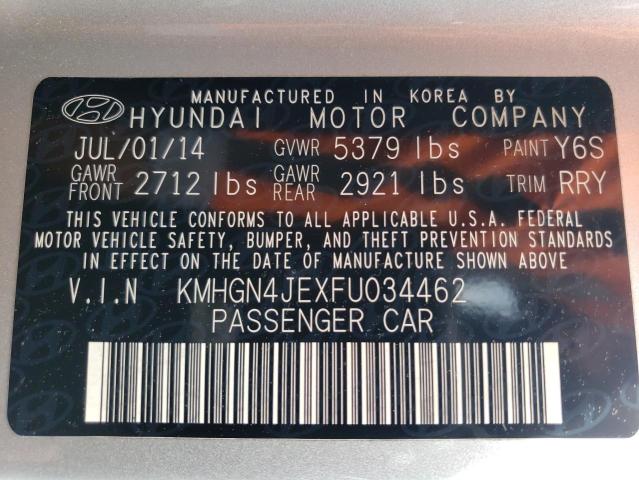 MANUFACTURED IN KOREA BY
HYUNDAI MOTOR COMPANY
JUL/01/14 GVWR 5379 lbs PAINT Y6S
GAWR FRONT 2712 lbs GAWR REAR 2921 lbs TRIM RRY
THIS VEHICLE CONFORMS TO ALL APPLICABLE U.S.A. FEDERAL
MOTOR VEHICLE SAFETY, BUMPER, AND THEFT PREVENTION STANDARDS
IN EFFECT ON THE DATE OF MANUFACTURE SHOWN ABOVE
V.I.N KMHGN4JEXFU034462
PASSENGER CAR